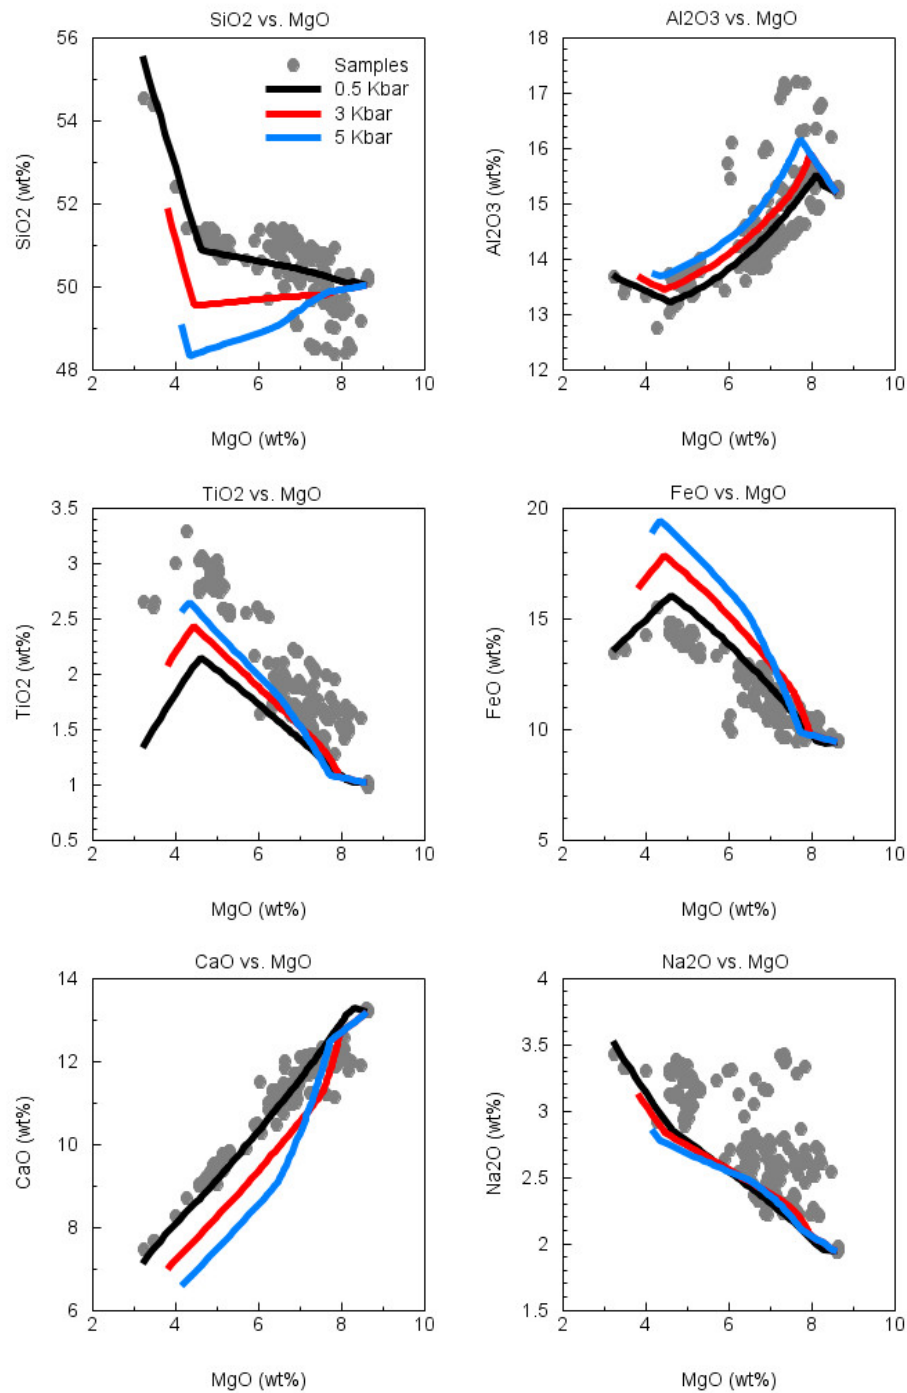 SiO2 vs. MgO
56
54
52
50
48
SiO2 (wt%)
2 4 6 8 10
MgO (wt%)
Samples
0.5 Kbar
3 Kbar
5 Kbar
Al2O3 vs. MgO
18
16
14
13
12
Al2O3 (wt%)
2 4 6 8 10
MgO (wt%)
TiO2 vs. MgO
3.5
3
2.5
2
1.5
1
0.5
TiO2 (wt%)
2 4 6 8 10
MgO (wt%)
FeO vs. MgO
20
15
10
5
FeO (wt%)
2 4 6 8 10
MgO (wt%)
CaO vs. MgO
14
12
10
8
6
CaO (wt%)
2 4 6 8 10
MgO (wt%)
Na2O vs. MgO
4
3.5
3
2.5
2
1.5
Na2O (wt%)
2 4 6 8 10
MgO (wt%)